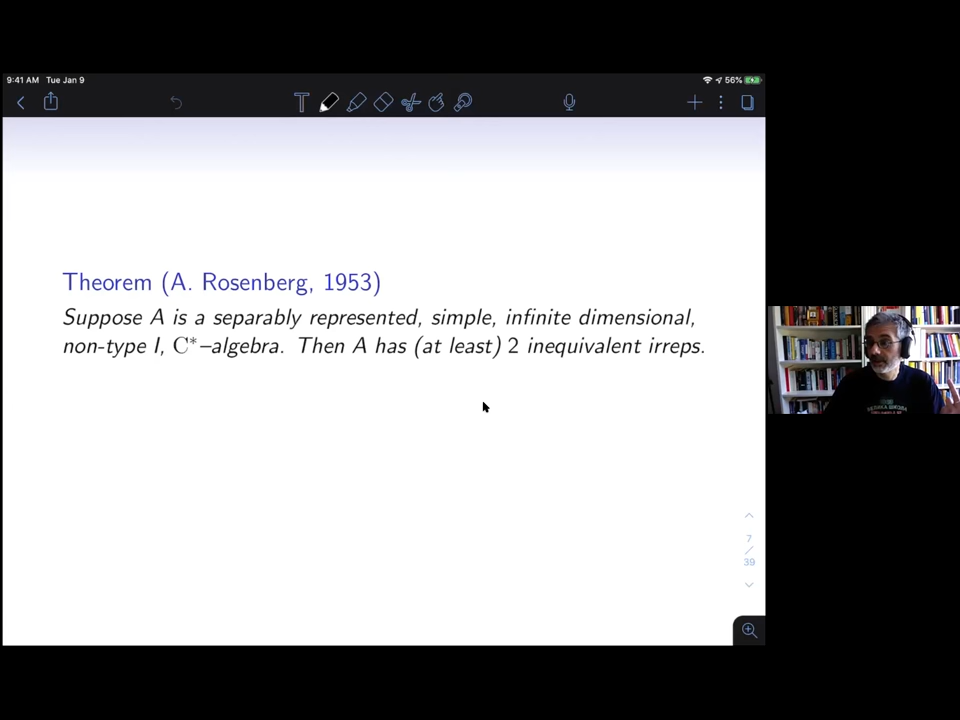 9:41 AM Tue Jan 9
56%
Theorem (A. Rosenberg, 1953)
Suppose A is a separably represented, simple, infinite dimensional,
non-type I, C*–algebra. Then A has (at least) 2 inequivalent irreps.
7
/
39